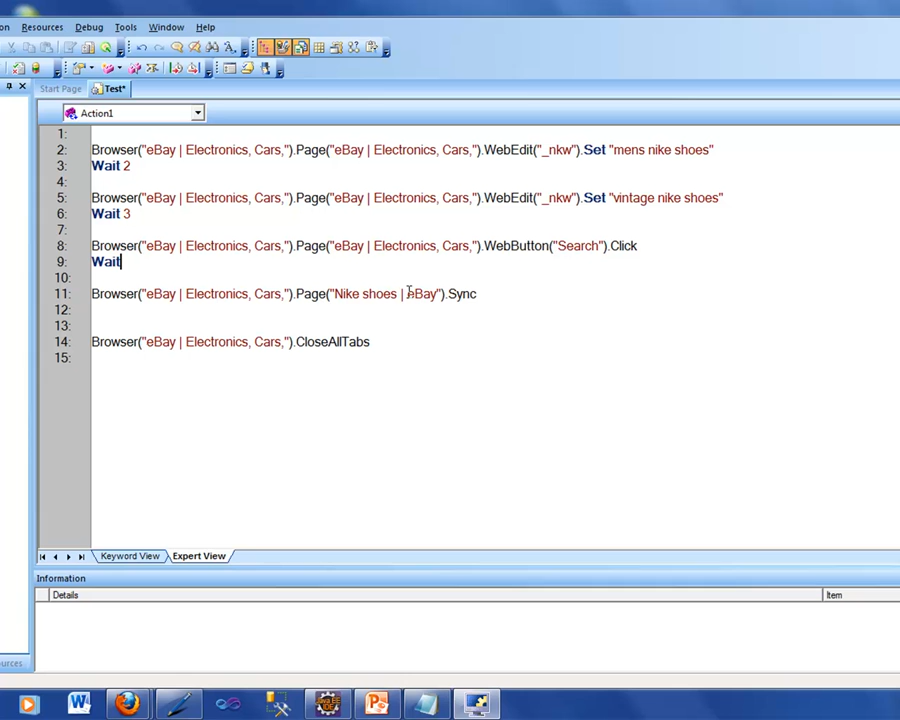 on Resources Debug Tools Window Help
Start Page Test*
Action1
1:
2: Browser("eBay | Electronics, Cars,").Page("eBay | Electronics, Cars,").WebEdit("_nkw").Set "mens nike shoes"
3: Wait 2
4:
5: Browser("eBay | Electronics, Cars,").Page("eBay | Electronics, Cars,").WebEdit("_nkw").Set "vintage nike shoes"
6: Wait 3
7:
8: Browser("eBay | Electronics, Cars,").Page("eBay | Electronics, Cars,").WebButton("Search").Click
9: Wait
10:
11: Browser("eBay | Electronics, Cars,").Page("Nike shoes | eBay").Sync
12:
13:
14: Browser("eBay | Electronics, Cars,").CloseAllTabs
15:
Keyword View Expert View
Information
Details Item
ources